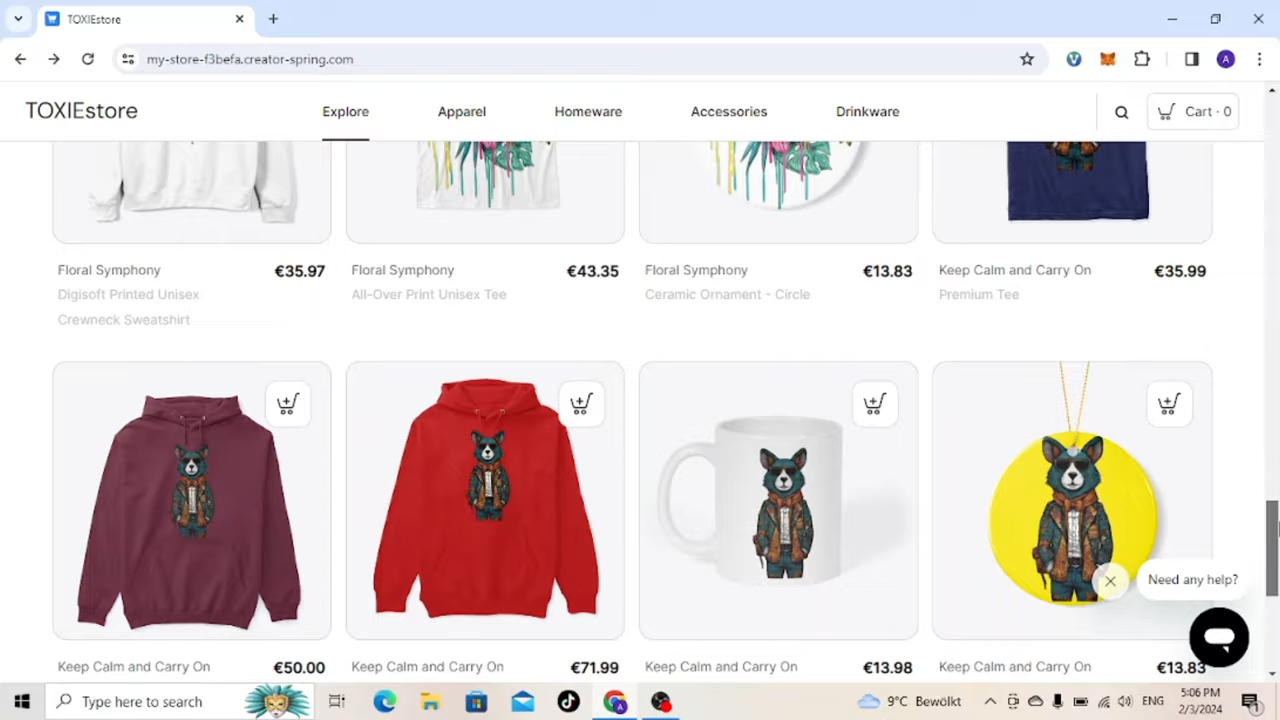 TOXIEstore
my-store-f3befa.creator-spring.com
A
TOXIEstore
Explore
Apparel
Homeware
Accessories
Drinkware
Cart · 0
Floral Symphony €35.97
Digisoft Printed Unisex
Crewneck Sweatshirt
Floral Symphony €43.35
All-Over Print Unisex Tee
Floral Symphony €13.83
Ceramic Ornament - Circle
Keep Calm and Carry On €35.99
Premium Tee
Need any help?
Keep Calm and Carry On €50.00
Keep Calm and Carry On €71.99
Keep Calm and Carry On €13.98
Keep Calm and Carry On €13.83
Type here to search
9°C Bewölkt
ENG
5:06 PM
2/3/2024
1